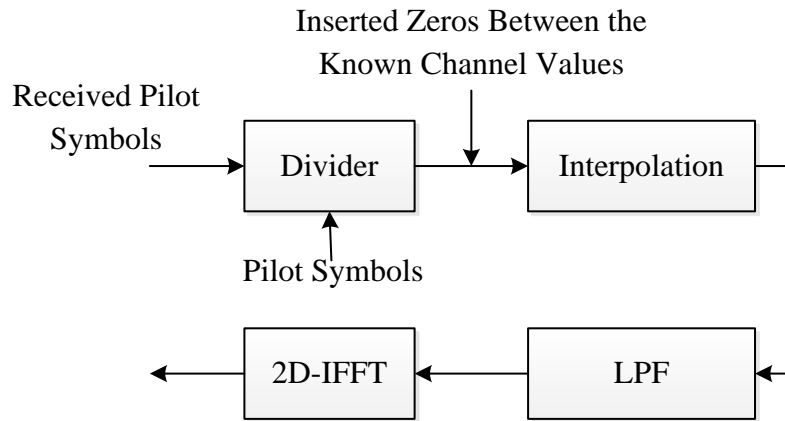 Inserted Zeros Between the
Known Channel Values
Received Pilot
Symbols
Divider
Interpolation
Pilot Symbols
2D-IFFT
LPF